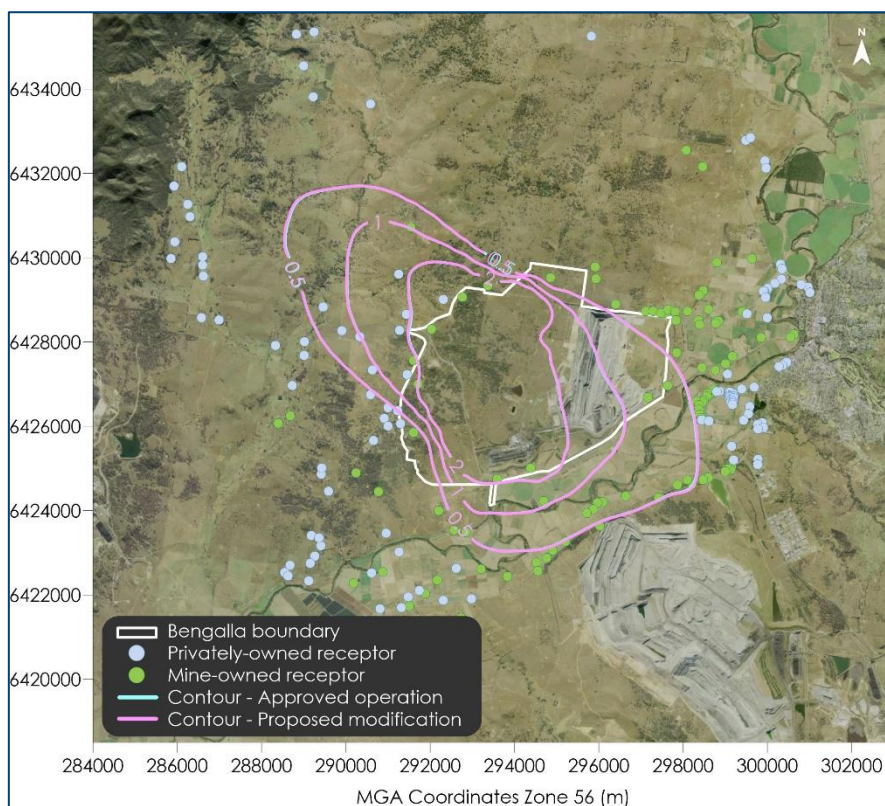 N
6434000
6432000
6430000
6428000
6426000
6424000
6422000
6420000
0.5
1
0.5
2
2
1
0.5
Bengalla boundary
Privately-owned receptor
Mine-owned receptor
Contour - Approved operation
Contour - Proposed modification
284000 286000 288000 290000 292000 294000 296000 298000 300000 302000
MGA Coordinates Zone 56 (m)